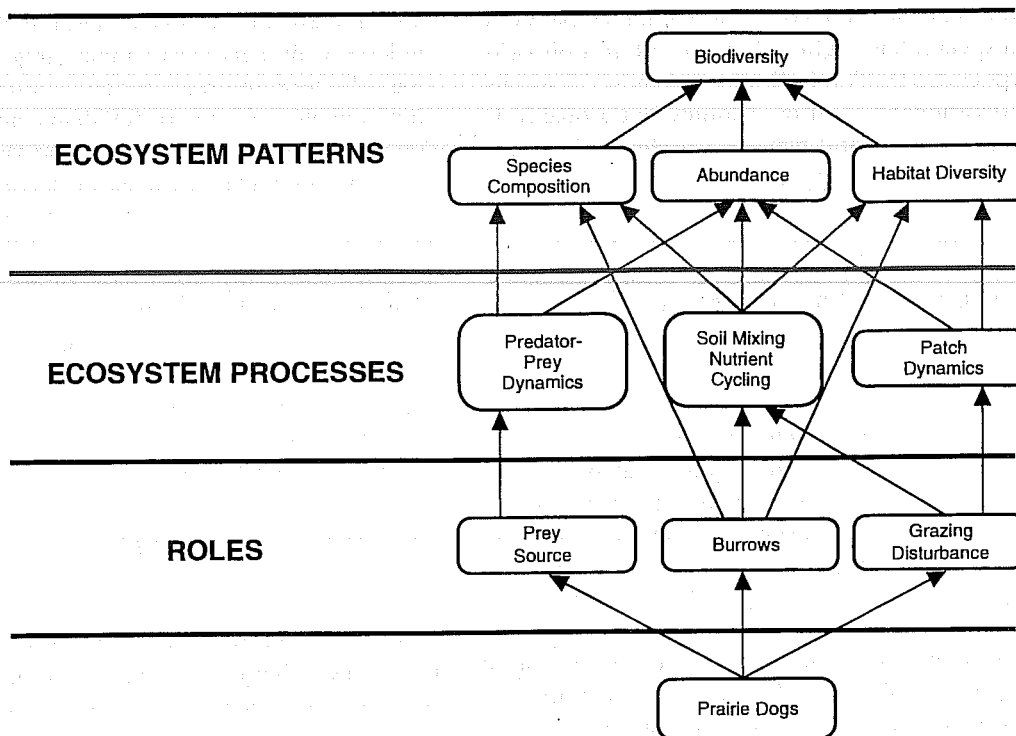 Biodiversity
ECOSYSTEM PATTERNS
Species
Composition
Abundance
Habitat Diversity
ECOSYSTEM PROCESSES
Predator-
Prey
Dynamics
Soil Mixing
Nutrient
Cycling
Patch
Dynamics
ROLES
Prey
Source
Burrows
Grazing
Disturbance
Prairie Dogs